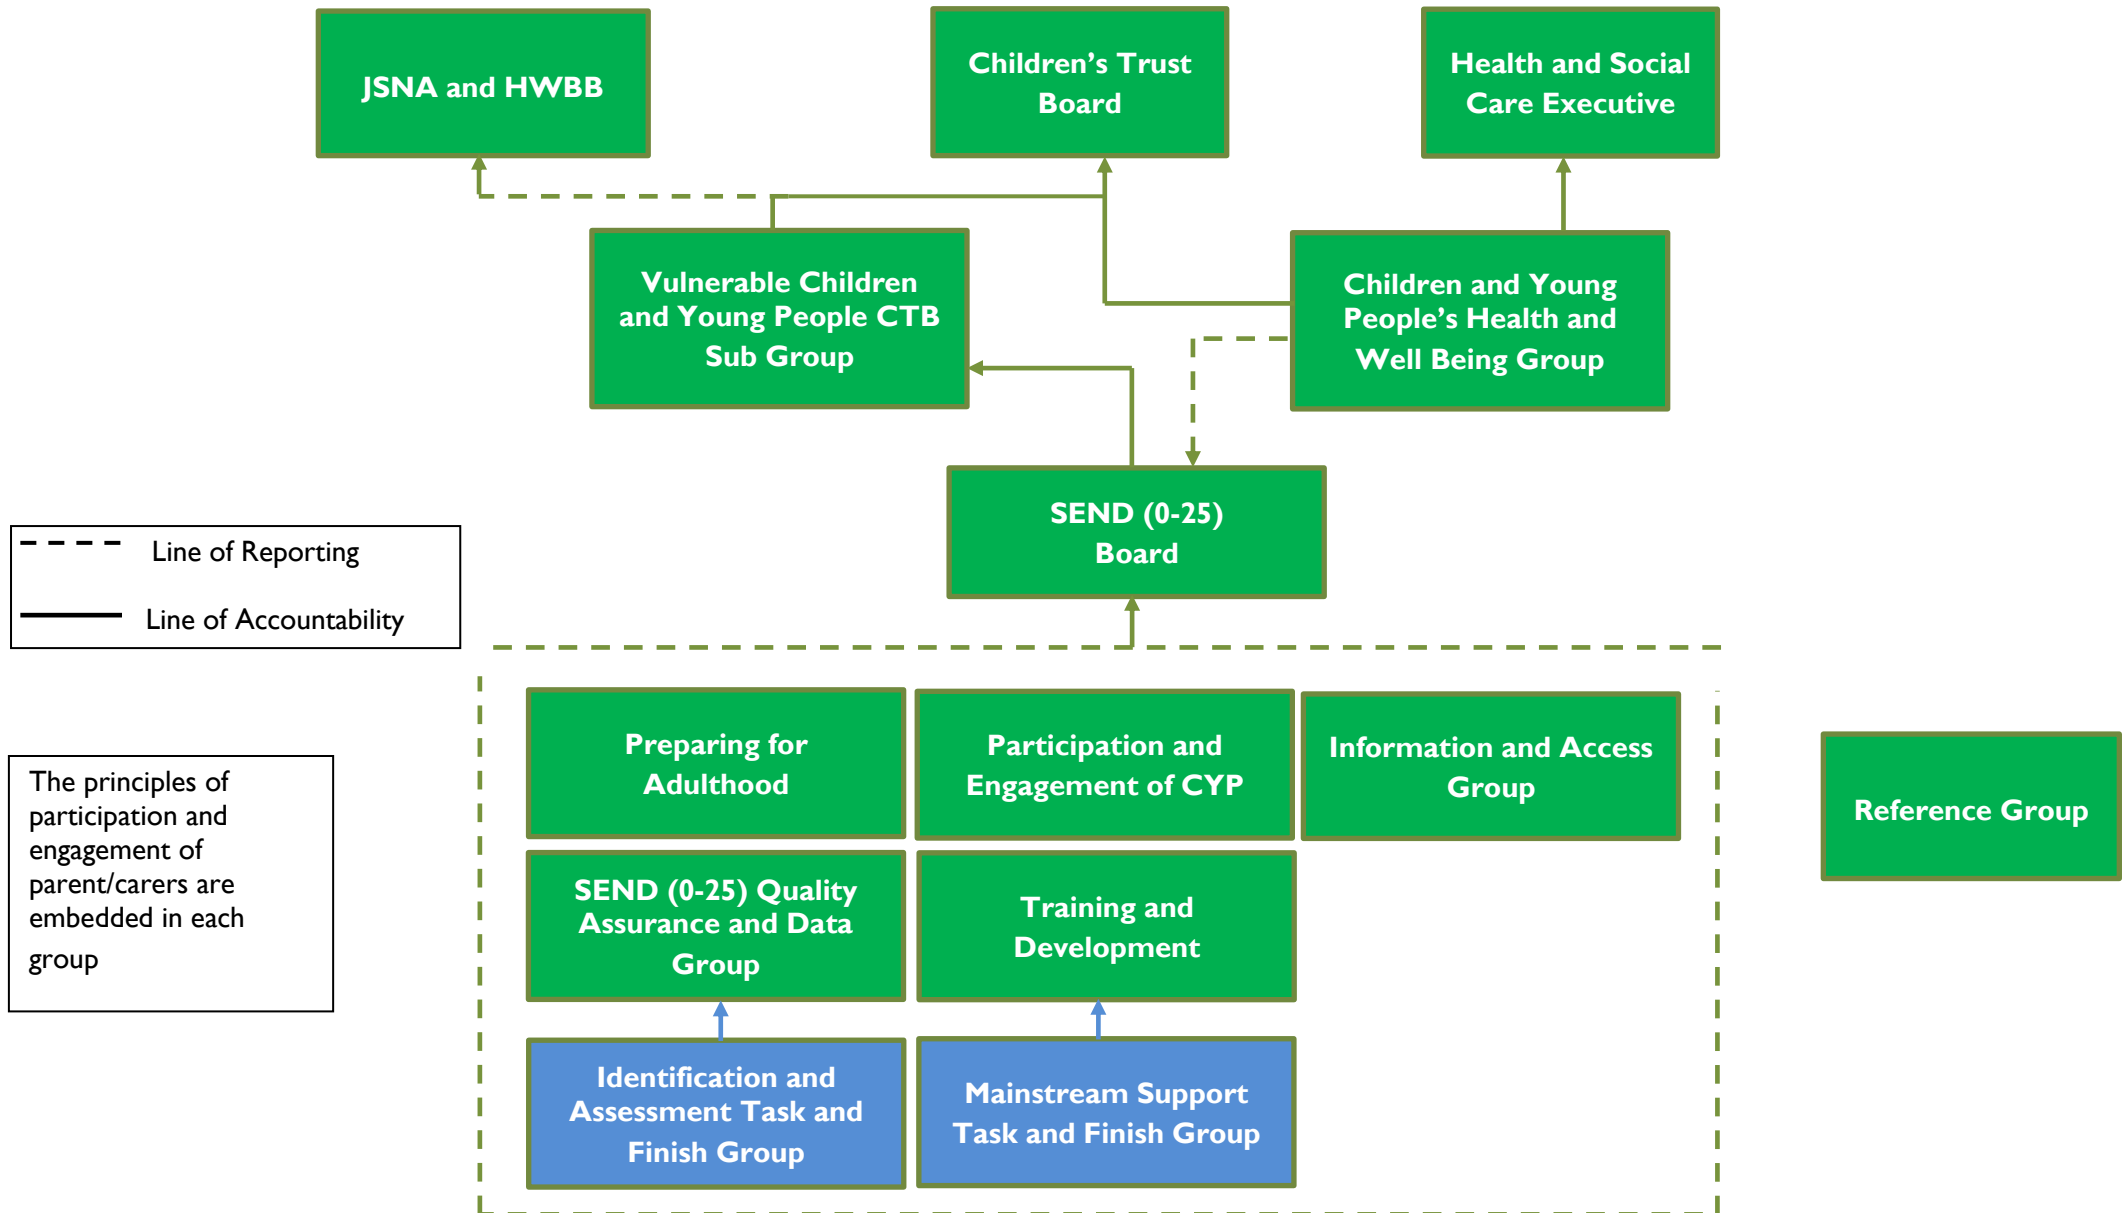 JSNA and HWBB
Children's Trust
Board
Health and Social
Care Executive
Vulnerable Children
and Young People CTB
Sub Group
Children and Young
People's Health and
Well Being Group
SEND (0-25)
Board
Line of Reporting
Line of Accountability
Preparing for
Adulthood
Participation and
Engagement of CYP
Information and Access
Group
Reference Group
The principles of
participation and
engagement of
parent/carers are
embedded in each
group
SEND (0-25) Quality
Assurance and Data
Group
Training and
Development
Identification and
Assessment Task and
Finish Group
Mainstream Support
Task and Finish Group